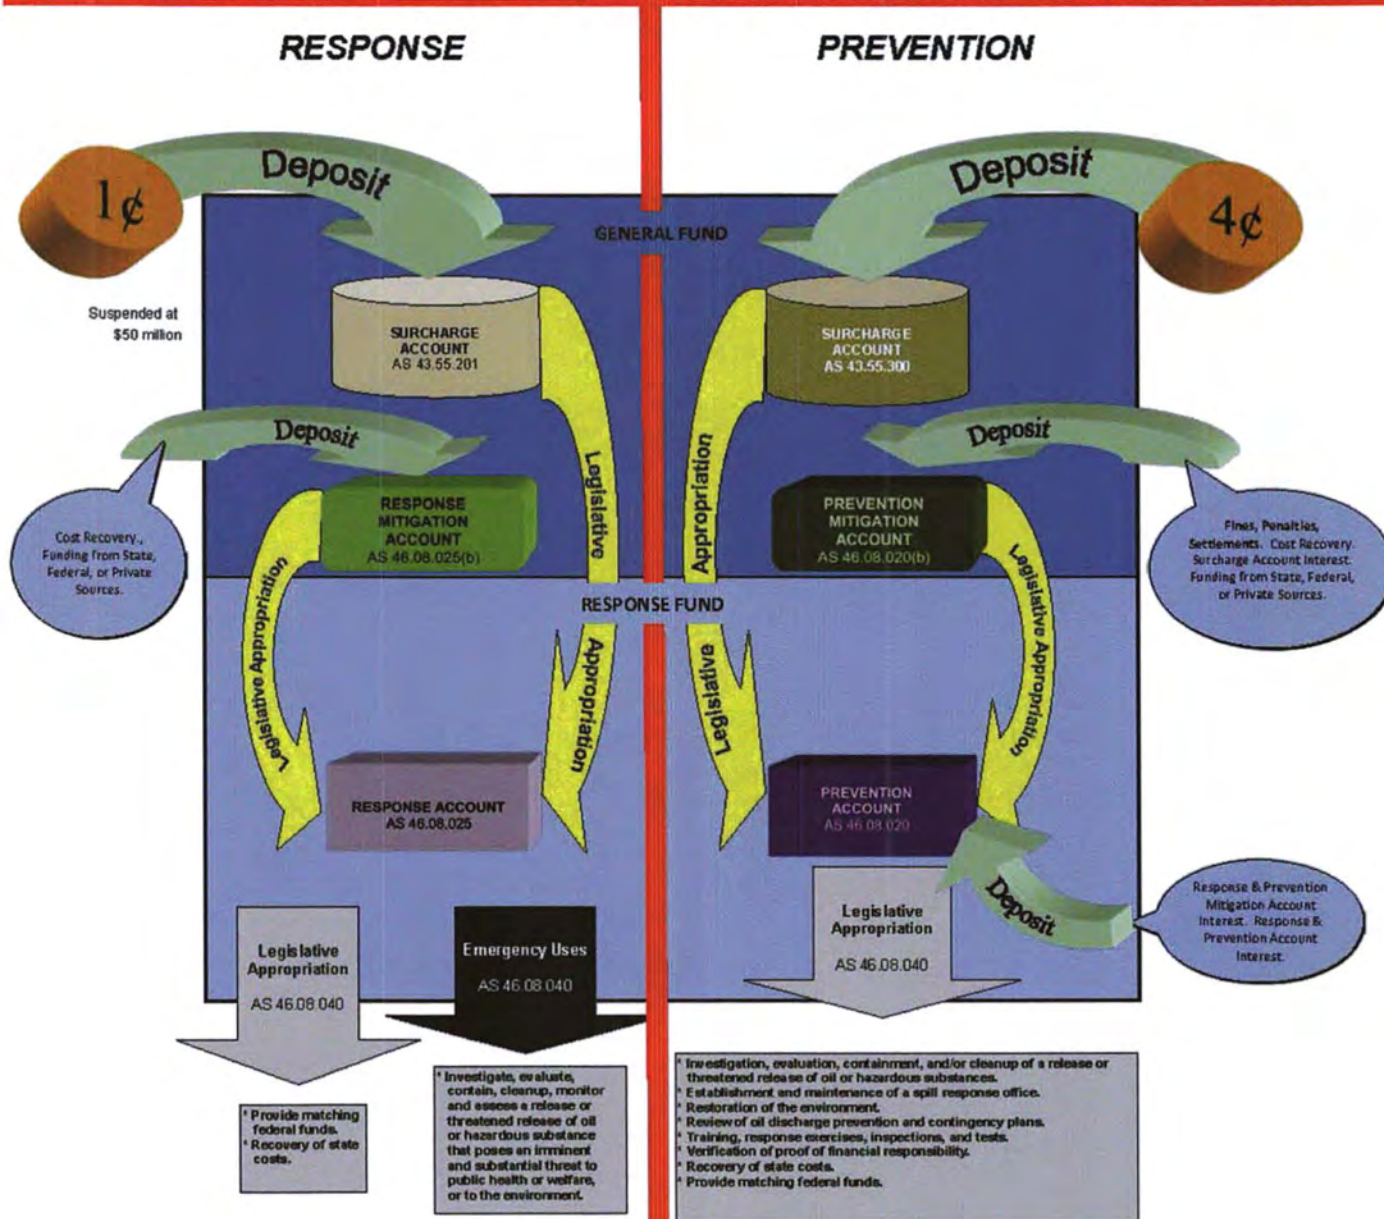 RESPONSE
PREVENTION
Deposit
Deposit
1¢
4¢
GENERAL FUND
Suspended at
$50 million
SURCHARGE
ACCOUNT
AS 43.55.201
SURCHARGE
ACCOUNT
AS 43.55.300
Deposit
Deposit
Legislative
Appropriation
RESPONSE
MITIGATION
ACCOUNT
AS 46.08.025(b)
PREVENTION
MITIGATION
ACCOUNT
AS 46.08.020(b)
Cost Recovery.,
Funding from State,
Federal, or Private
Sources.
Fines, Penalties,
Settlements. Cost Recovery.
Surcharge Account Interest.
Funding from State, Federal,
or Private Sources.
RESPONSE FUND
Legislative Appropriation
Appropriation
Legislative
Legislative Appropriation
RESPONSE ACCOUNT
AS 46.08.025
PREVENTION
ACCOUNT
AS 46.08.020
Deposit
Response & Prevention
Mitigation Account
Interest. Response &
Prevention Account
Interest.
Legislative
Appropriation
AS 46.08.040
Emergency Uses
AS 46.08.040
Legislative
Appropriation
AS 46.08.040
* Provide matching
federal funds.
* Recovery of state
costs.
* Investigate, evaluate,
contain, cleanup, monitor
and assess a release or
threatened release of oil
or hazardous substance
that poses an imminent
and substantial threat to
public health or welfare,
or to the environment.
* Investigation, evaluation, containment, and/or cleanup of a release or
threatened release of oil or hazardous substances.
* Establishment and maintenance of a spill response office.
* Restoration of the environment.
* Review of oil discharge prevention and contingency plans.
* Training, response exercises, inspections, and tests.
* Verification of proof of financial responsibility.
* Recovery of state costs.
* Provide matching federal funds.